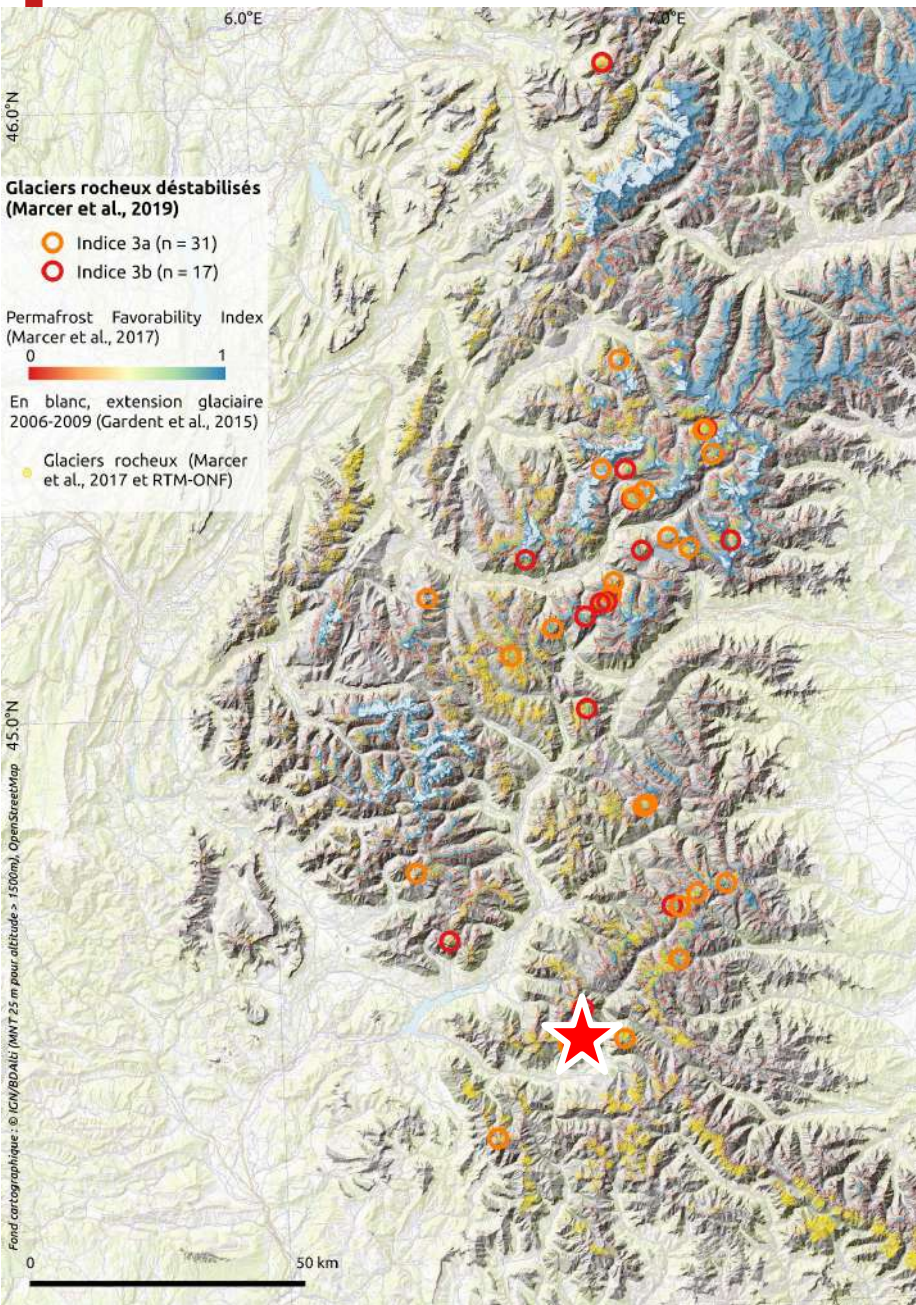 6.0°E
7.0°E
46.0°N
Glaciers rocheux déstabilisés
(Marcer et al., 2019)
Indice 3a (n = 31)
Indice 3b (n = 17)
Permafrost Favorability Index
(Marcer et al., 2017)
0 1
En blanc, extension glaciaire
2006-2009 (Gardent et al., 2015)
Glaciers rocheux (Marcer
et al., 2017 et RTM-ONF)
45.0°N
Fond cartographique : © IGN/BDAlti (MNT 25 m pour altitude > 1500m), OpenStreetMap
0 50 km